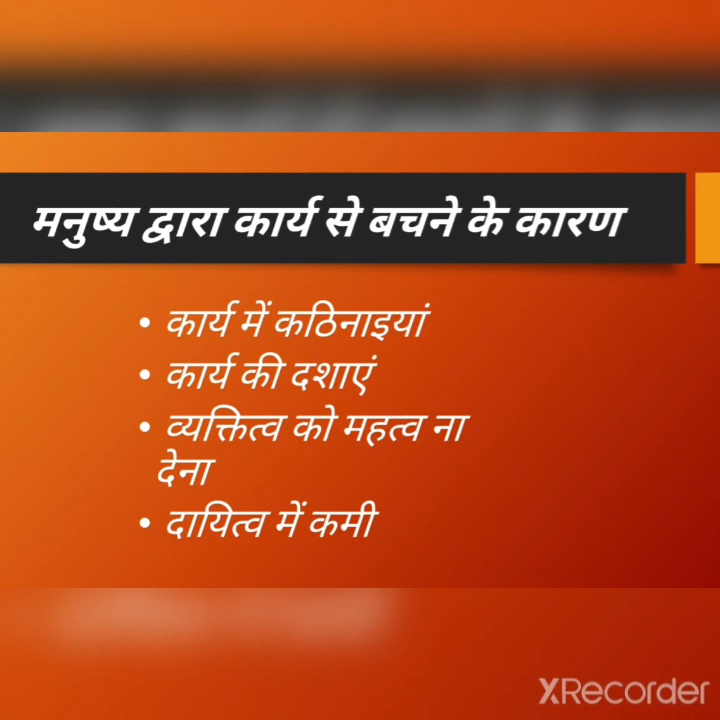 मनुष्य द्वारा कार्य से बचने के कारण
• कार्य में कठिनाइयां
• कार्य की दशाएं
• व्यक्तित्व को महत्व ना
देना
• दायित्व में कमी
XRecorder